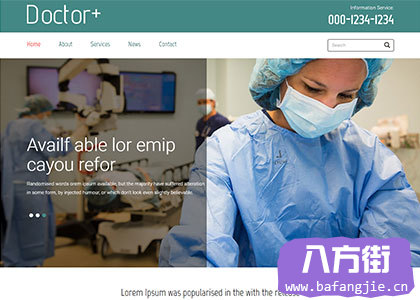 Doctor+
Information Service:
000-1234-1234
Home About Services News Contact
Search
Availf able lor emip
cayou refor
Randomised words orem ipsum available, but the majority have suffered alteration
in some form, by injected humour, or which don't look even slightly believable.
Lorem Ipsum was popularised in the with the release
八方街
www.bafangjie.cn